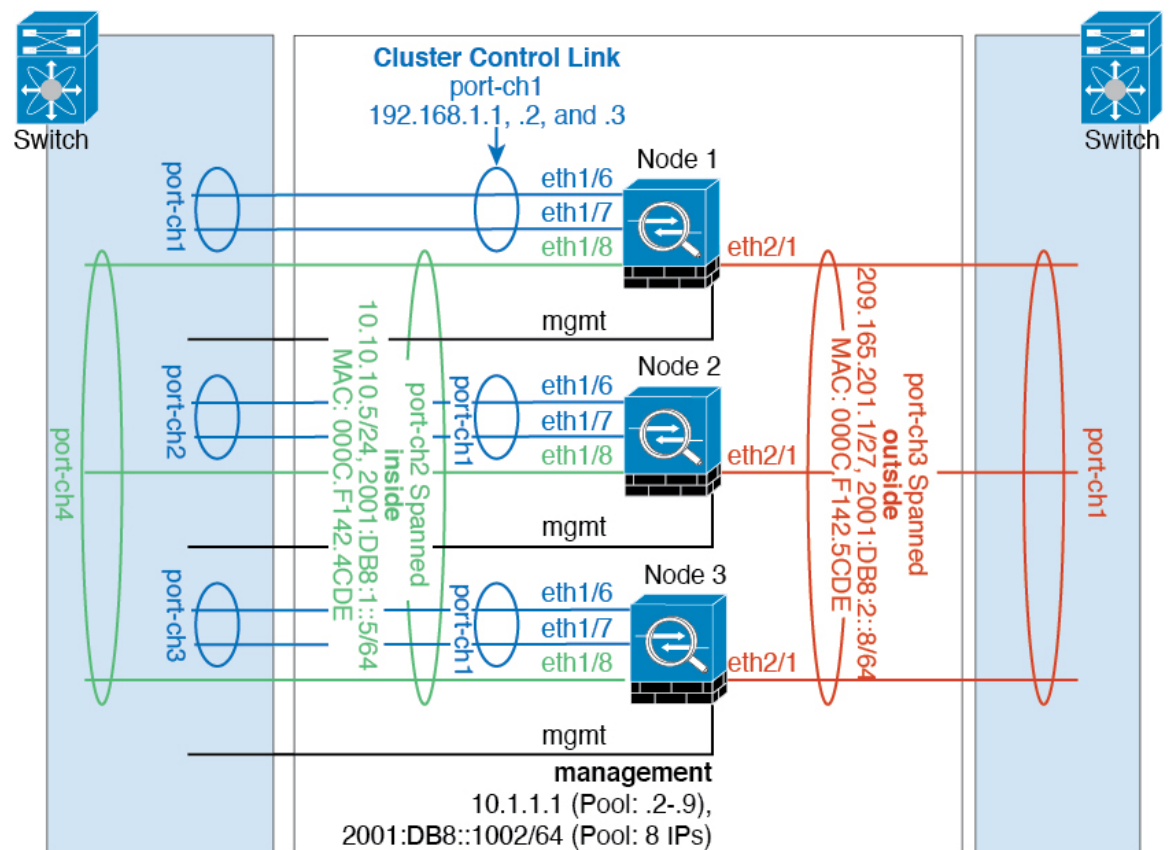 Switch
Switch
Cluster Control Link
port-ch1
192.168.1.1, .2, and .3
port-ch1
eth1/6
eth1/7
eth1/8
Node 1
eth2/1
mgmt
port-ch2
port-ch1
eth1/6
eth1/7
eth1/8
Node 2
eth2/1
mgmt
port-ch3
port-ch1
eth1/6
eth1/7
eth1/8
Node 3
eth2/1
mgmt
port-ch4
port-ch2 Spanned
inside
10.10.10.5/24, 2001:DB8:1::5/64
MAC: 000C.F142.4CDE
port-ch3 Spanned
outside
209.165.201.1/27, 2001:DB8:2::8/64
MAC: 000C.F142.5CDE
port-ch1
management
10.1.1.1 (Pool: .2-.9),
2001:DB8::1002/64 (Pool: 8 IPs)